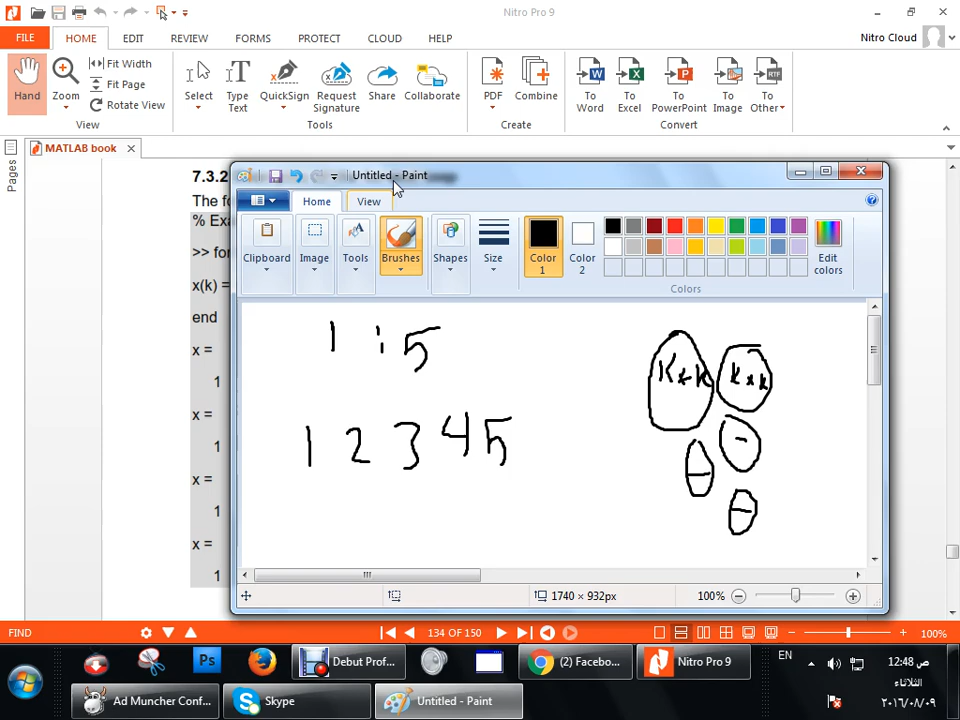 Nitro Pro 9
FILE HOME EDIT REVIEW FORMS PROTECT CLOUD HELP Nitro Cloud
Hand Zoom Fit Width Fit Page Rotate View Select Type Text QuickSign Request Signature Share Collaborate PDF Combine To Word To Excel To PowerPoint To Image To Other
View Tools Create Convert
Pages
MATLAB book
7.3.2
Untitled - Paint
The fo
Home View
% Exa
>> for
x(k) =
end
x =
1
x =
x =
1
x =
1
Clipboard Image Tools Brushes Shapes Size Color 1 Color 2 Edit colors
Colors
1 : 5
K*K K*K
1 2 3 4 5
1740 × 932px 100%
FIND 134 OF 150 100%
Debut Prof... (2) Facebo... Nitro Pro 9 EN 12:48 ص
الثلاثاء
Ad Muncher Conf... Skype Untitled - Paint ٢٠١٦/٠٨/٠٩